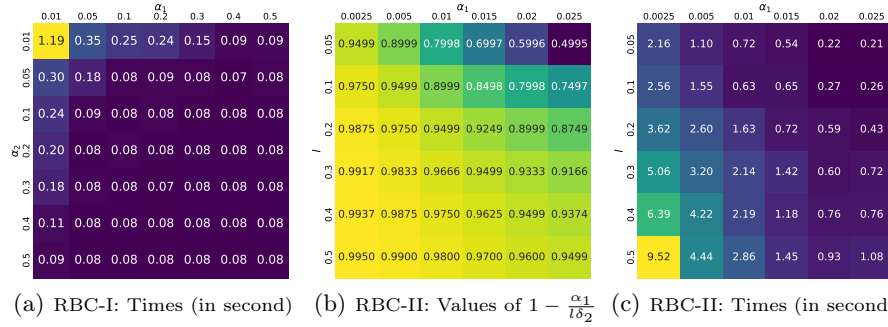 α1
0.01 0.05 0.1 0.2 0.3 0.4 0.5
α2
0.01 1.19 0.35 0.25 0.24 0.15 0.09 0.09
0.05 0.30 0.18 0.08 0.09 0.08 0.07 0.08
0.1 0.24 0.09 0.08 0.08 0.08 0.08 0.08
0.2 0.20 0.08 0.08 0.08 0.08 0.08 0.08
0.3 0.18 0.08 0.08 0.07 0.08 0.08 0.08
0.4 0.11 0.08 0.08 0.08 0.08 0.08 0.08
0.5 0.09 0.08 0.08 0.08 0.08 0.08 0.08
(a) RBC-I: Times (in second)
α1
0.0025 0.005 0.01 0.015 0.02 0.025
l
0.05 0.9499 0.8999 0.7998 0.6997 0.5996 0.4995
0.1 0.9750 0.9499 0.8999 0.8498 0.7998 0.7497
0.2 0.9875 0.9750 0.9499 0.9249 0.8999 0.8749
0.3 0.9917 0.9833 0.9666 0.9499 0.9333 0.9166
0.4 0.9937 0.9875 0.9750 0.9625 0.9499 0.9374
0.5 0.9950 0.9900 0.9800 0.9700 0.9600 0.9499
(b) RBC-II: Values of 1 − α1/lδ2
α1
0.0025 0.005 0.01 0.015 0.02 0.025
l
0.05 2.16 1.10 0.72 0.54 0.22 0.21
0.1 2.56 1.55 0.63 0.65 0.27 0.26
0.2 3.62 2.60 1.63 0.72 0.59 0.43
0.3 5.06 3.20 2.14 1.42 0.60 0.72
0.4 6.39 4.22 2.19 1.18 0.76 0.76
0.5 9.52 4.44 2.86 1.45 0.93 1.08
(c) RBC-II: Times (in second